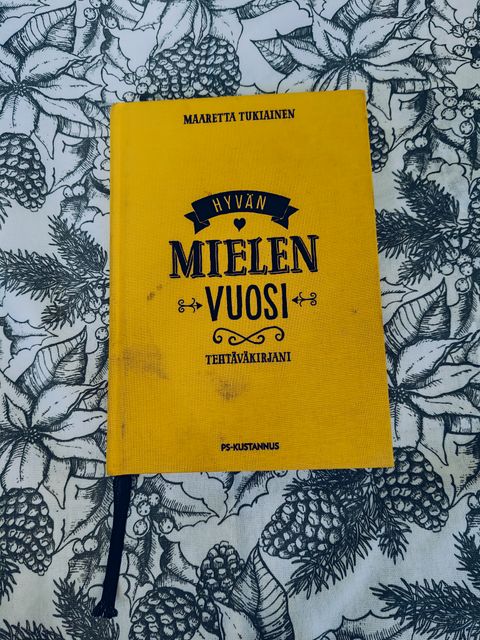 MAARETTA TUKIAINEN
HYVÄN
MIELEN
VUOSI
TEHTÄVÄKIRJANI
PS-KUSTANNUS